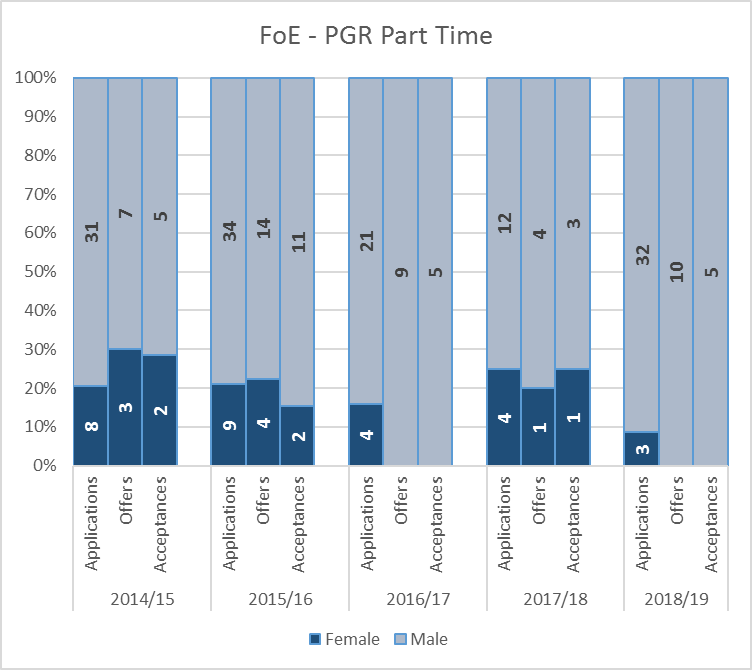 FoE - PGR Part Time
100%
90%
80%
70%
60%
50%
40%
30%
20%
10%
0%
31 7 5 34 14 11 21 9 5 12 4 3 32 10 5
8 3 2 9 4 2 4 4 1 1 3
Applications Offers Acceptances Applications Offers Acceptances Applications Offers Acceptances Applications Offers Acceptances Applications Offers Acceptances
2014/15 2015/16 2016/17 2017/18 2018/19
Female Male